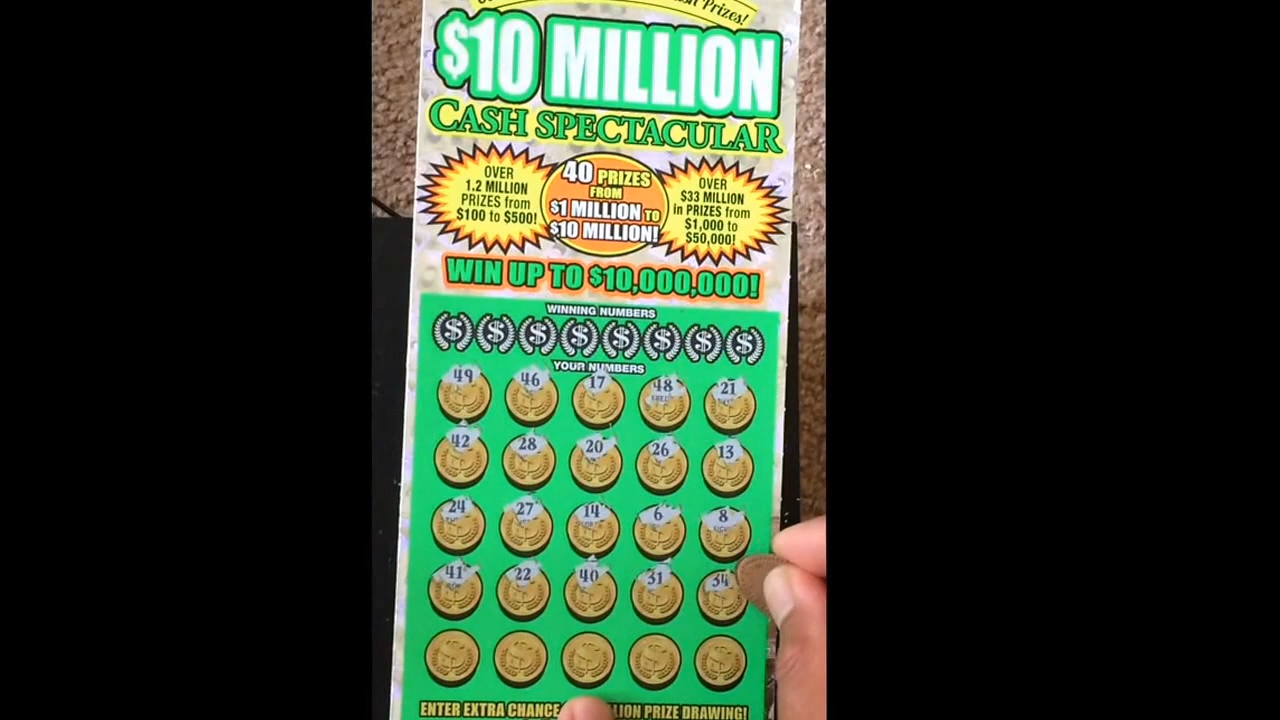 Prizes!
$10 MILLION
CASH SPECTACULAR
OVER
1.2 MILLION
PRIZES from
$100 to $500!
40 PRIZES
FROM
$1 MILLION TO
$10 MILLION!
OVER
$33 MILLION
in PRIZES from
$1,000 to
$50,000!
WIN UP TO $10,000,000!
WINNING NUMBERS
$ $ $ $ $ $ $ $
YOUR NUMBERS
49 46 17 48 21
42 28 20 26 13
24 27 14 6 8
41 22 40 31 34
ENTER EXTRA CHANCE LION PRIZE DRAWING!